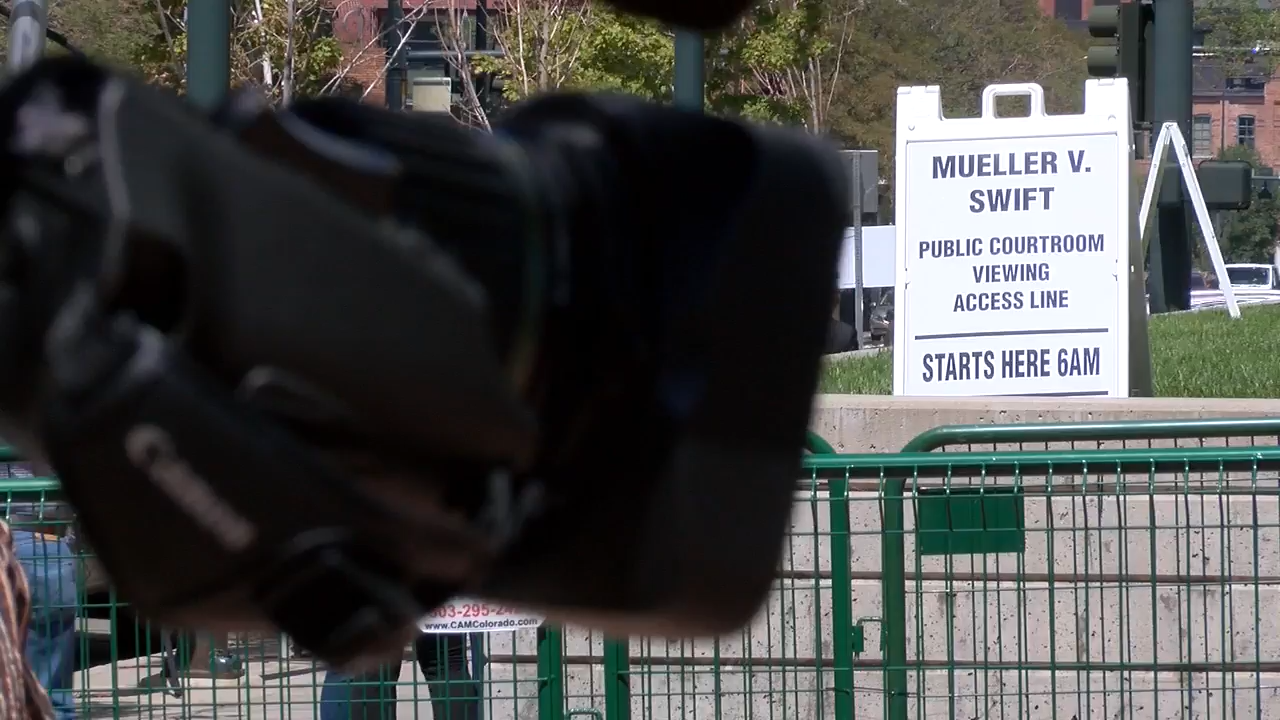 MUELLER V.
SWIFT
PUBLIC COURTROOM
VIEWING
ACCESS LINE
STARTS HERE 6AM
www.CAMColorado.com